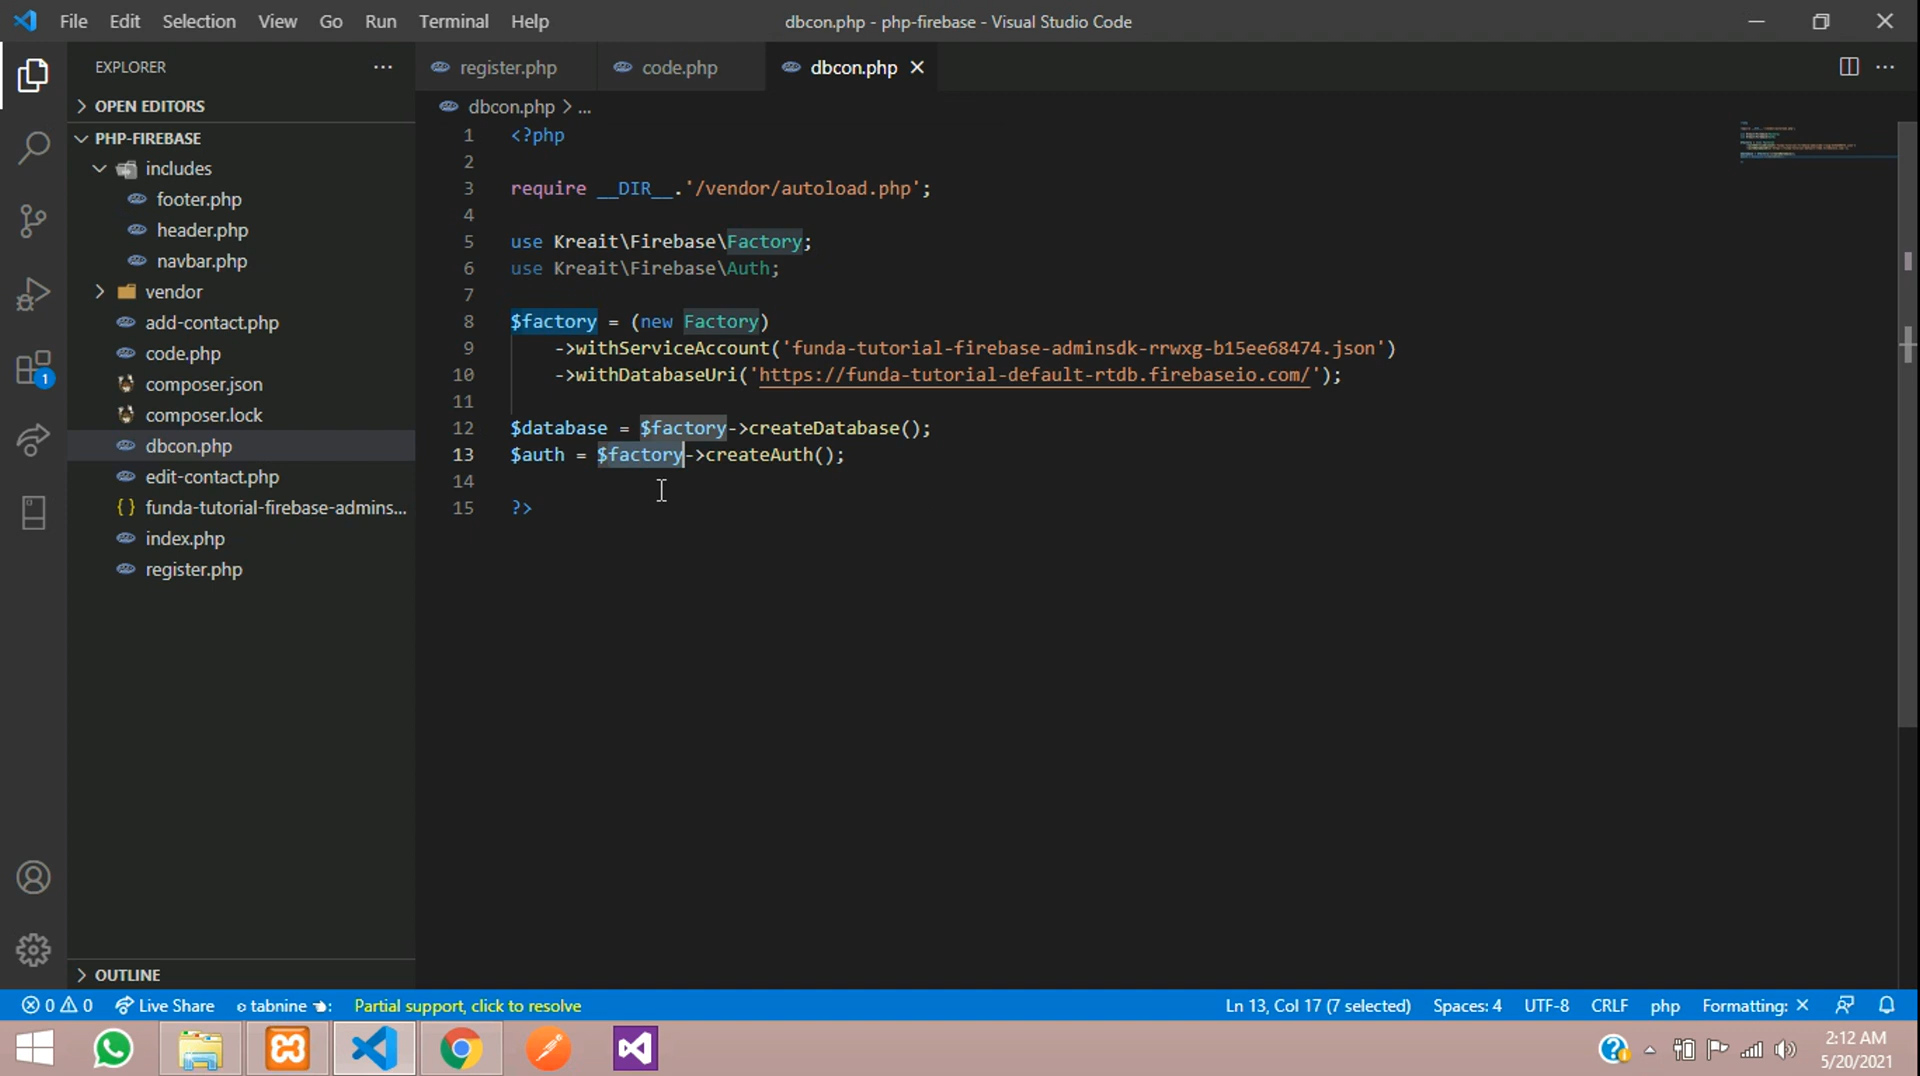 File Edit Selection View Go Run Terminal Help
dbcon.php - php-firebase - Visual Studio Code
EXPLORER
register.php
code.php
dbcon.php
OPEN EDITORS
dbcon.php > ...
PHP-FIREBASE
includes
footer.php
header.php
navbar.php
vendor
add-contact.php
code.php
composer.json
composer.lock
dbcon.php
edit-contact.php
{ } funda-tutorial-firebase-admins...
index.php
register.php
OUTLINE
1 <?php
2
3 require __DIR__.'/vendor/autoload.php';
4
5 use Kreait\Firebase\Factory;
6 use Kreait\Firebase\Auth;
7
8 $factory = (new Factory)
9 ->withServiceAccount('funda-tutorial-firebase-adminsdk-rrwxg-b15ee68474.json')
10 ->withDatabaseUri('https://funda-tutorial-default-rtdb.firebaseio.com/');
11
12 $database = $factory->createDatabase();
13 $auth = $factory->createAuth();
14
15 ?>
1
0 0 Live Share tabnine : Partial support, click to resolve Ln 13, Col 17 (7 selected) Spaces: 4 UTF-8 CRLF php Formatting: ×
2:12 AM
5/20/2021